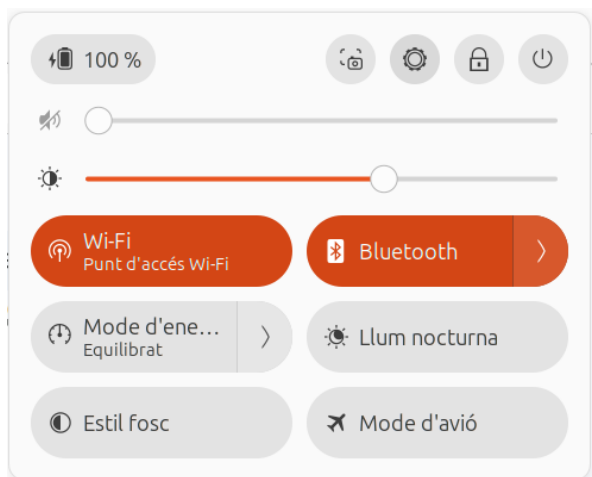 100 %
Wi-Fi
Punt d'accés Wi-Fi
Bluetooth
Mode d'ene...
Equilibrat
Llum nocturna
Estil fosc
Mode d'avió